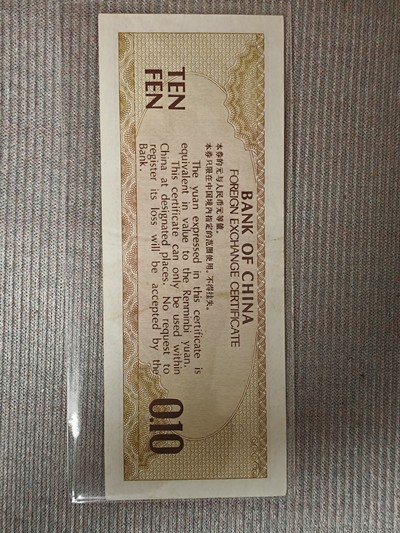 BANK OF CHINA
FOREIGN EXCHANGE CERTIFICATE
本券的元与人民币元等值。
本券只限在中国境内指定的范围使用，不得挂失。
The yuan expressed in this certificate is
equivalent in value to the Renminbi yuan.
This certificate can only be used within
China at designated places. No request to
register its loss will be accepted by the
Bank.
TEN
FEN
0.10